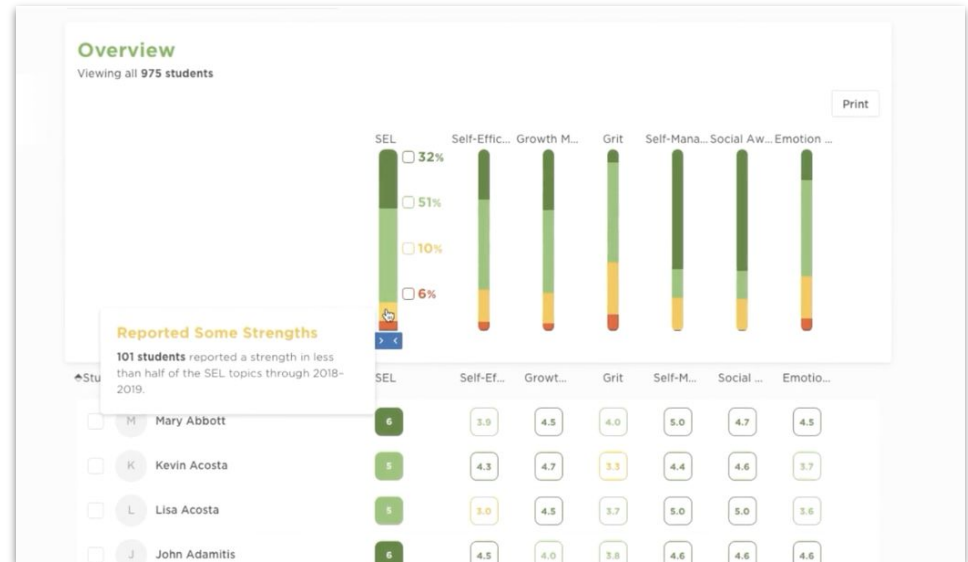 Overview
Viewing all 975 students
Print
SEL Self-Effic... Growth M... Grit Self-Mana... Social Aw... Emotion ...
32%
51%
10%
6%
Reported Some Strengths
101 students reported a strength in less
than half of the SEL topics through 2018-
2019.
Stu SEL Self-Ef... Growt... Grit Self-M... Social ... Emotio...
M Mary Abbott 6 3.9 4.5 4.0 5.0 4.7 4.5
K Kevin Acosta 5 4.3 4.7 3.3 4.4 4.6 3.7
L Lisa Acosta 5 3.0 4.5 3.7 5.0 5.0 3.6
J John Adamitis 6 4.5 4.0 3.8 4.6 4.6 4.6